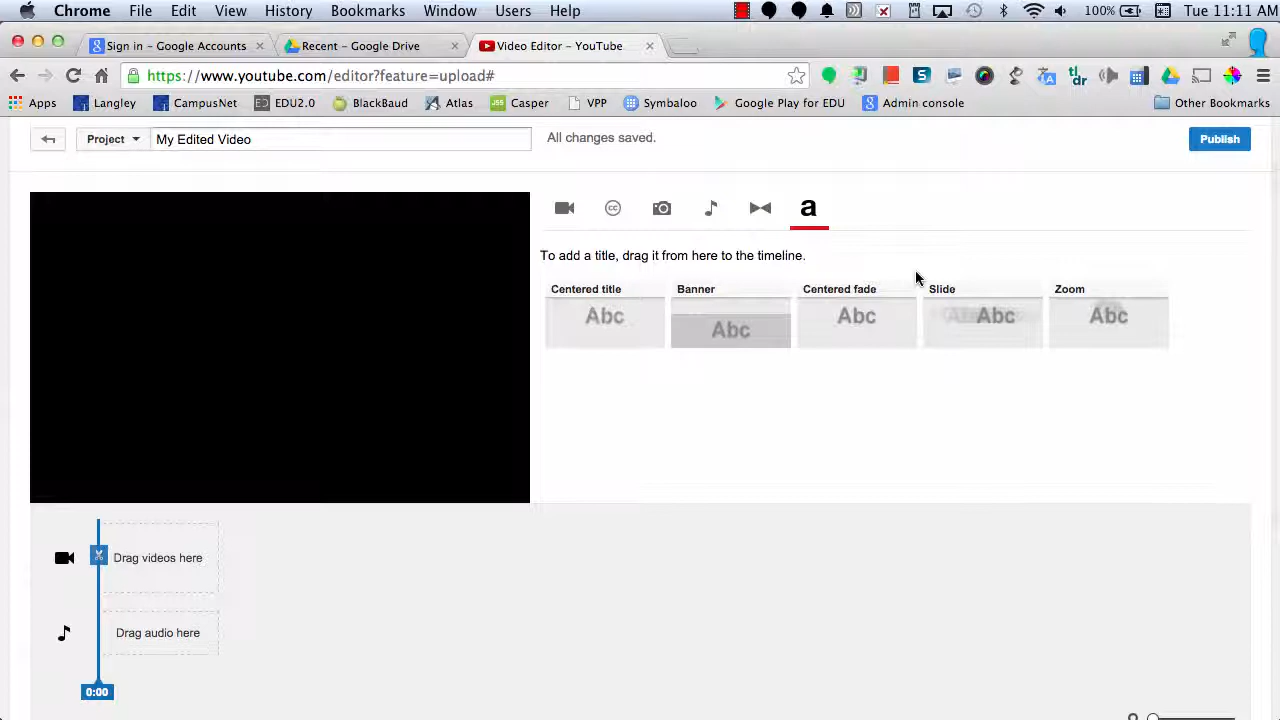 Chrome File Edit View History Bookmarks Window Users Help 100% Tue 11:11 AM
Sign in – Google Accounts Recent – Google Drive Video Editor – YouTube
https://www.youtube.com/editor?feature=upload#
Apps Langley CampusNet EDU2.0 BlackBaud Atlas Casper VPP Symbaloo Google Play for EDU Admin console Other Bookmarks
Project My Edited Video All changes saved. Publish
cc a
To add a title, drag it from here to the timeline.
Centered title Banner Centered fade Slide Zoom
Abc Abc Abc Abc Abc
Drag videos here
Drag audio here
0:00